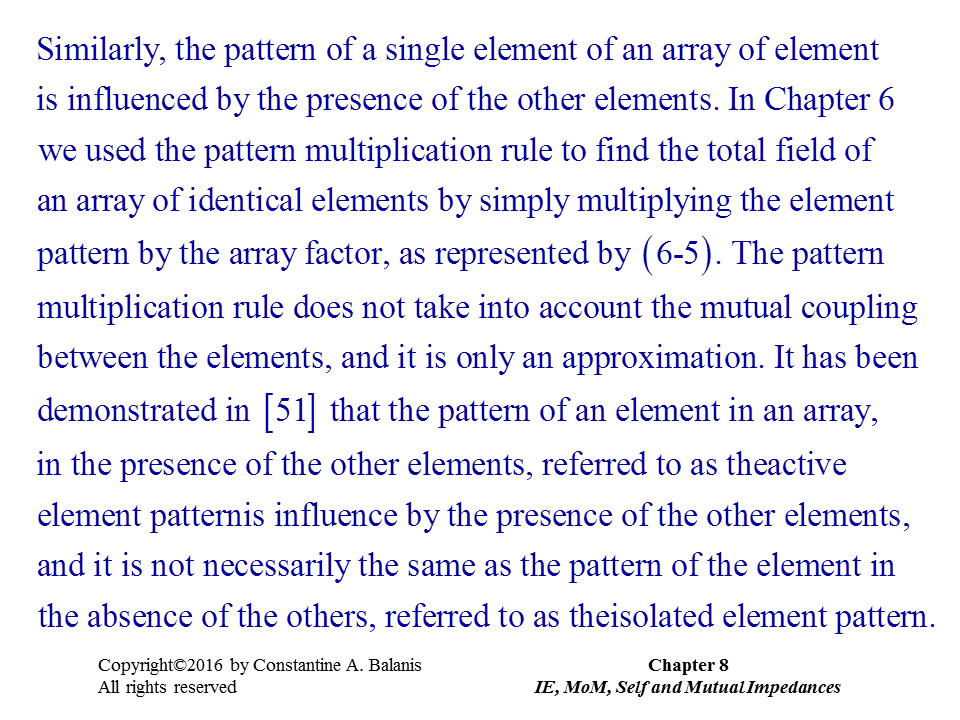 Similarly, the pattern of a single element of an array of element
is influenced by the presence of the other elements. In Chapter 6
we used the pattern multiplication rule to find the total field of
an array of identical elements by simply multiplying the element
pattern by the array factor, as represented by (6-5). The pattern
multiplication rule does not take into account the mutual coupling
between the elements, and it is only an approximation. It has been
demonstrated in [51] that the pattern of an element in an array,
in the presence of the other elements, referred to as theactive
element patternis influence by the presence of the other elements,
and it is not necessarily the same as the pattern of the element in
the absence of the others, referred to as theisolated element pattern.
Copyright©2016 by Constantine A. Balanis
All rights reserved
Chapter 8
IE, MoM, Self and Mutual Impedances